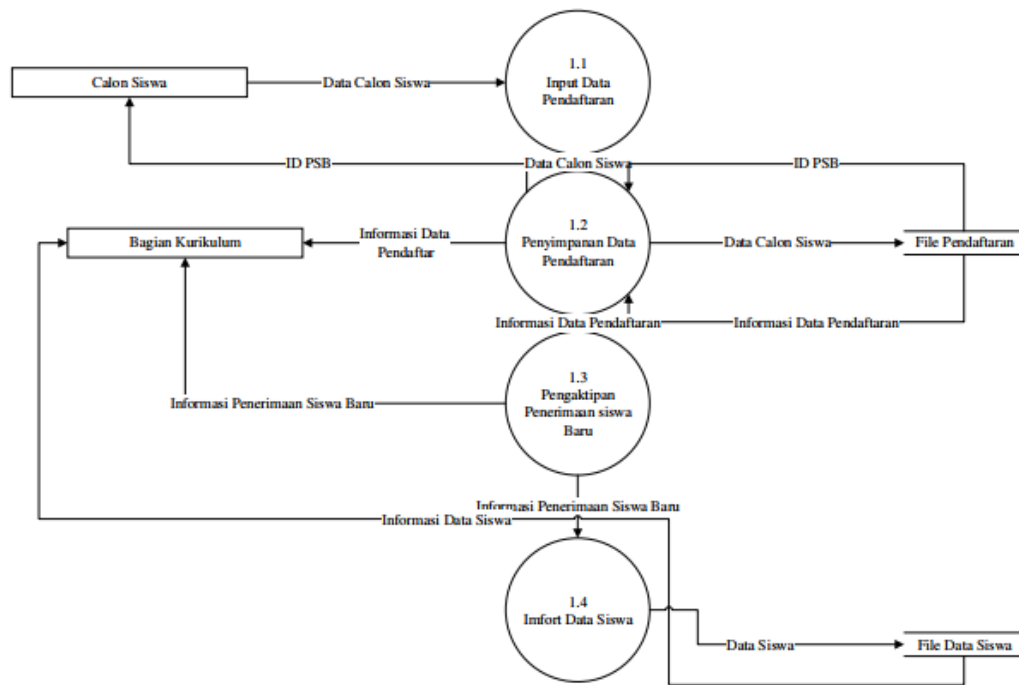 1.1
Input Data
Pendaftaran
Calon Siswa
Data Calon Siswa
ID PSB
Data Calon Siswa
ID PSB
1.2
Penyimpanan Data
Pendaftaran
Bagian Kurikulum
Informasi Data
Pendaftar
Data Calon Siswa
File Pendaftaran
Informasi Data Pendaftaran
Informasi Data Pendaftaran
1.3
Pengaktipan
Penerimaan siswa
Baru
Informasi Penerimaan Siswa Baru
Informasi Penerimaan Siswa Baru
Informasi Data Siswa
1.4
Imfort Data Siswa
Data Siswa
File Data Siswa